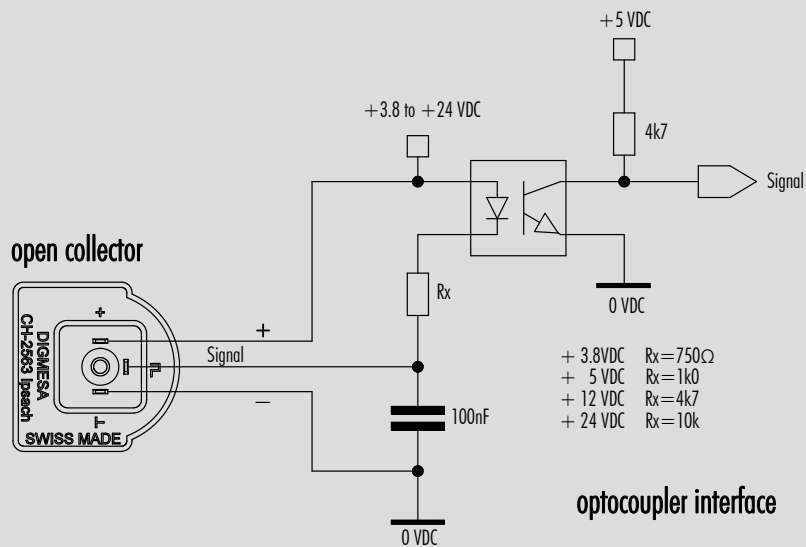 +5 VDC
+3.8 to +24 VDC
4k7
Signal
open collector
0 VDC
Rx
+
DIGMESA
CH-2563 Ipsach
SWISS MADE
+
Signal
−
100nF
+ 3.8VDC Rx=750Ω
+ 5 VDC Rx=1k0
+ 12 VDC Rx=4k7
+ 24 VDC Rx=10k
optocoupler interface
0 VDC